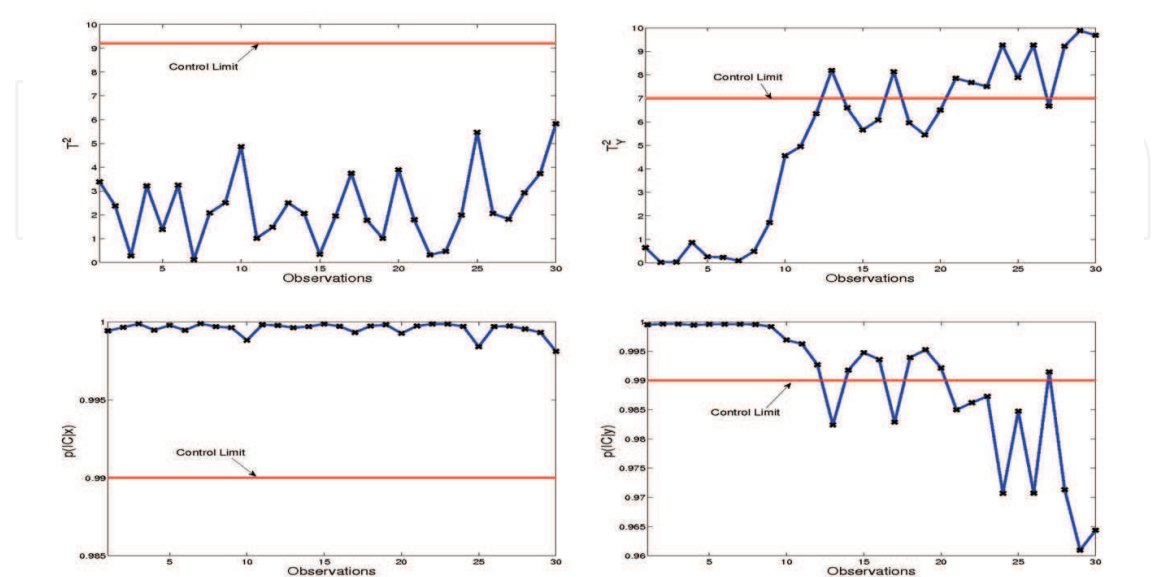 10
9
8
7
6
5
4
3
2
1
0
T²
Control Limit
5 10 15 20 25 30
Observations
10
9
8
7
6
5
4
3
2
1
0
T²Y
Control Limit
5 10 15 20 25 30
Observations
1
0.995
0.99
0.985
p(IC|x)
Control Limit
5 10 15 20 25 30
Observations
1
0.995
0.99
0.985
0.98
0.975
0.97
0.965
0.96
p(IC|y)
Control Limit
5 10 15 20 25 30
Observations